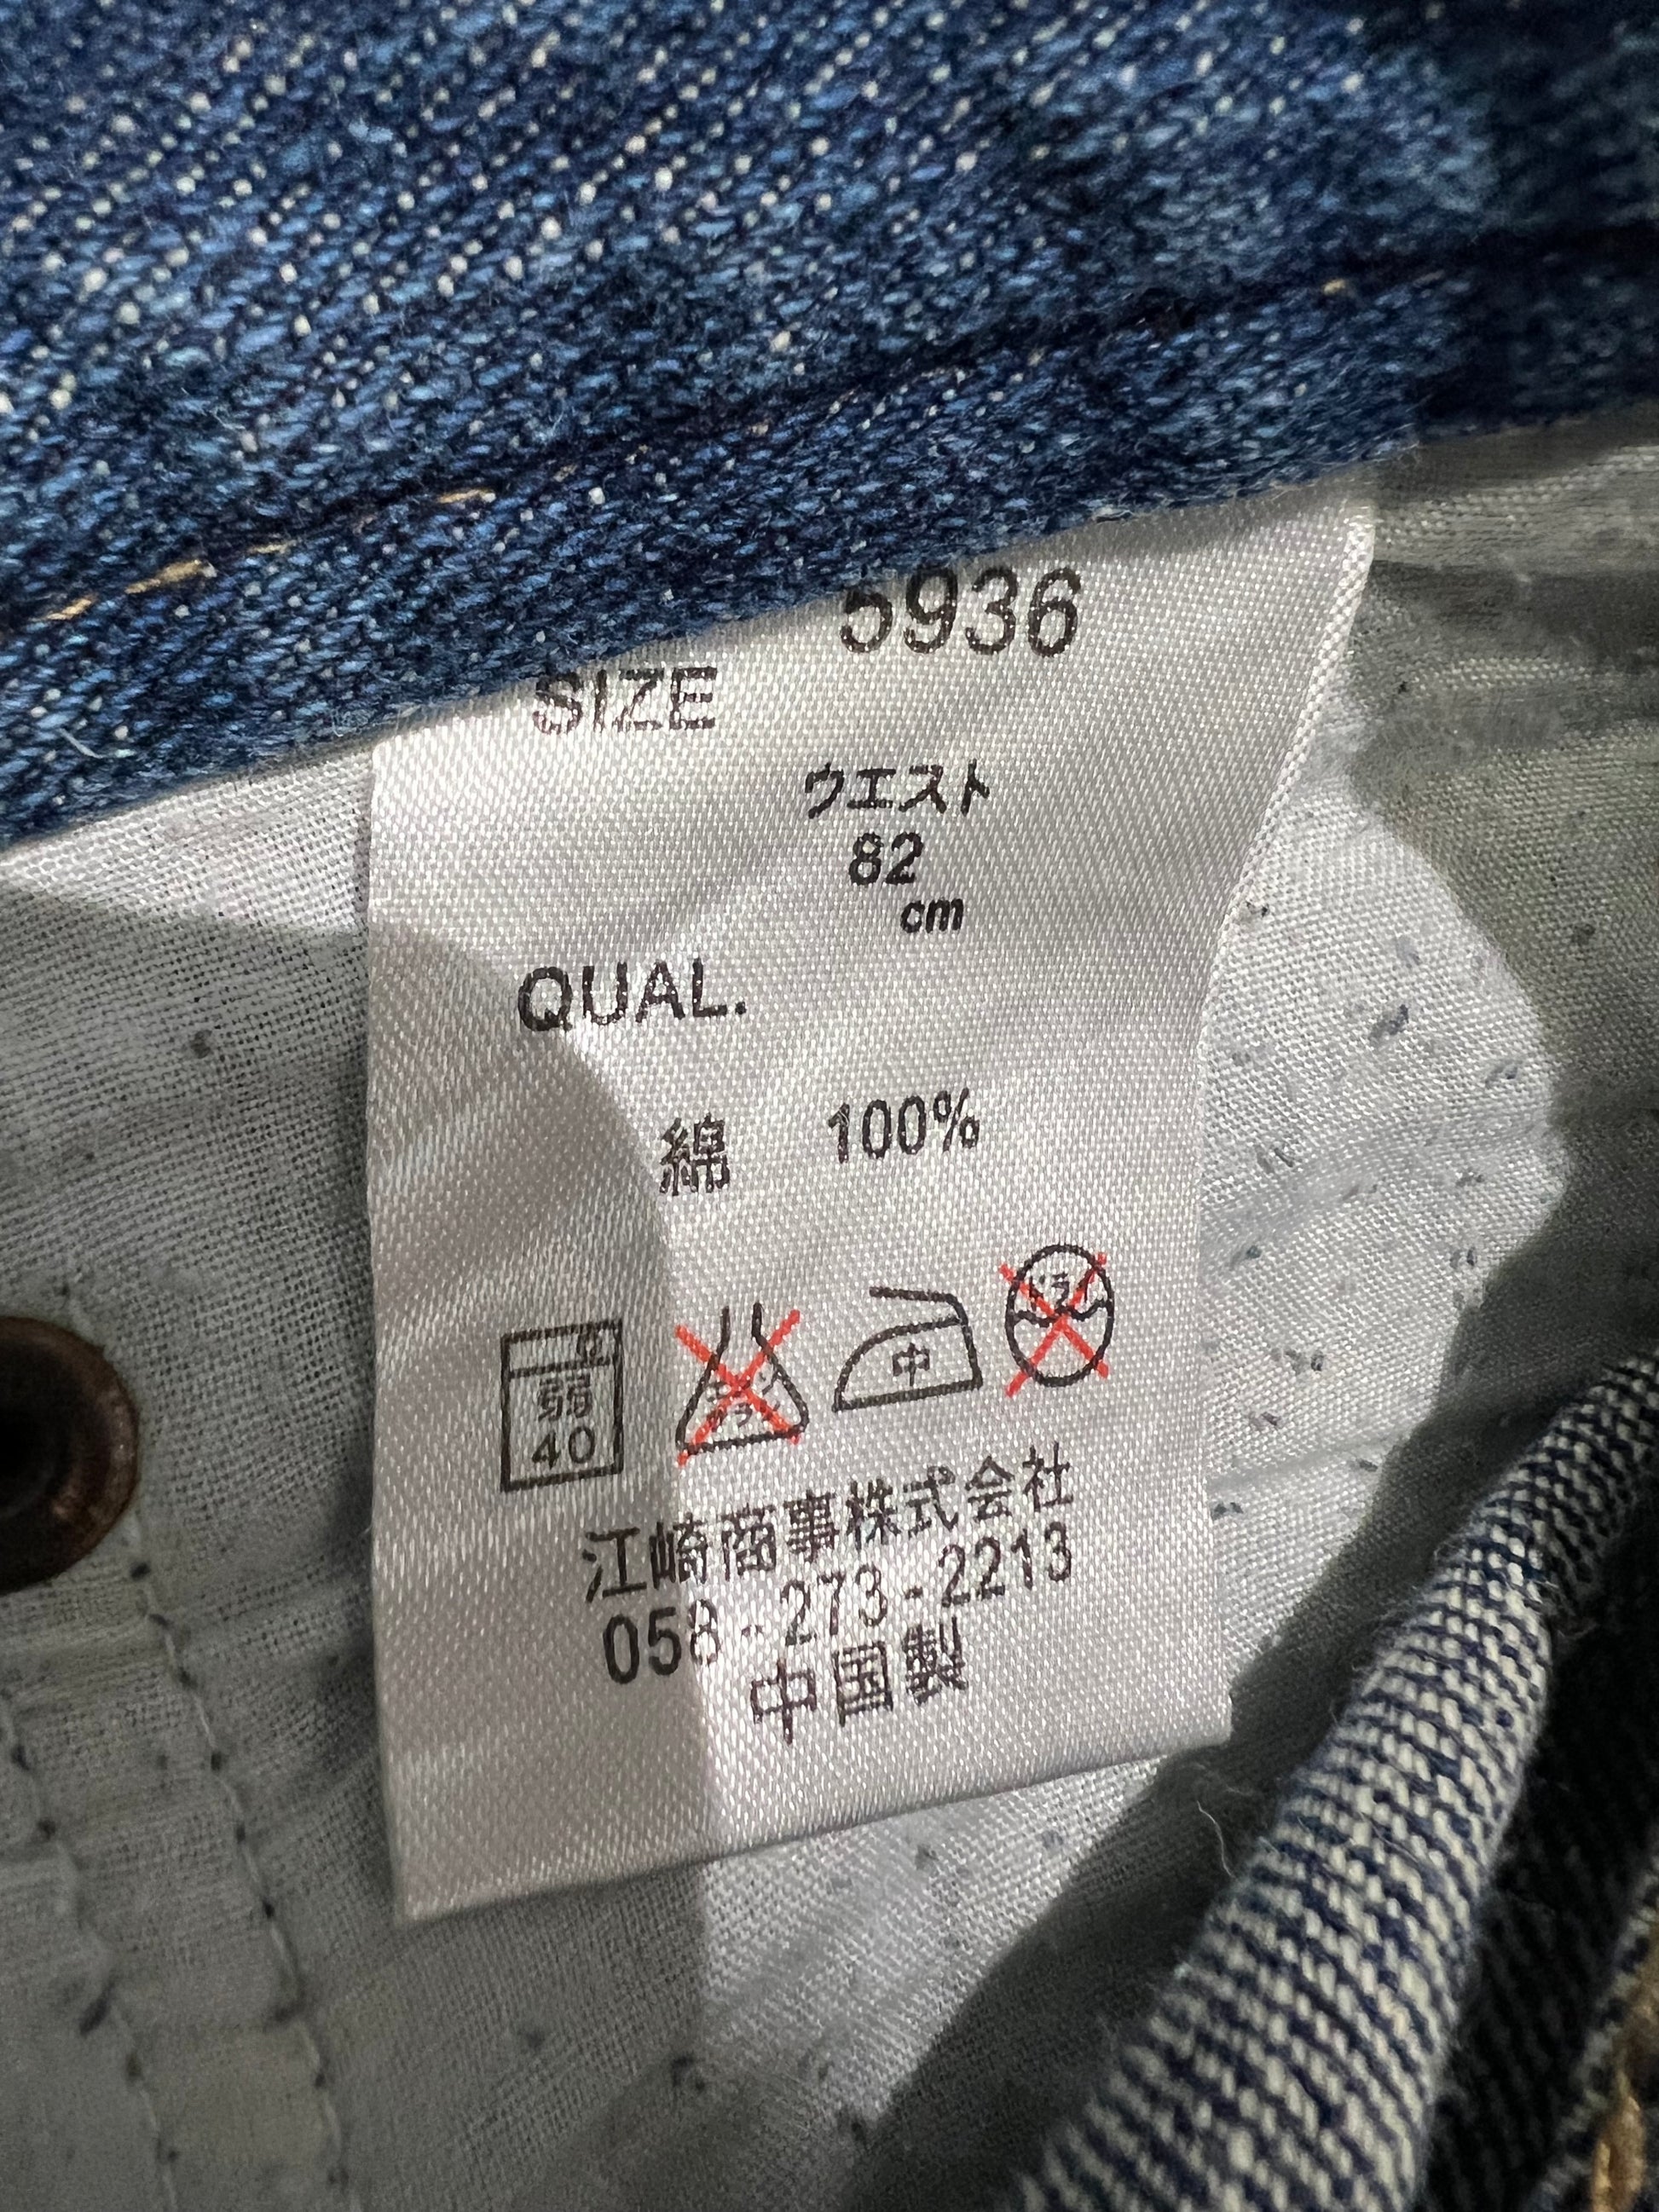 5936
SIZE
ウエスト
82
cm
QUAL.
綿 100%
弱
40
中
江崎商事株式会社
058-273-2213
中国製